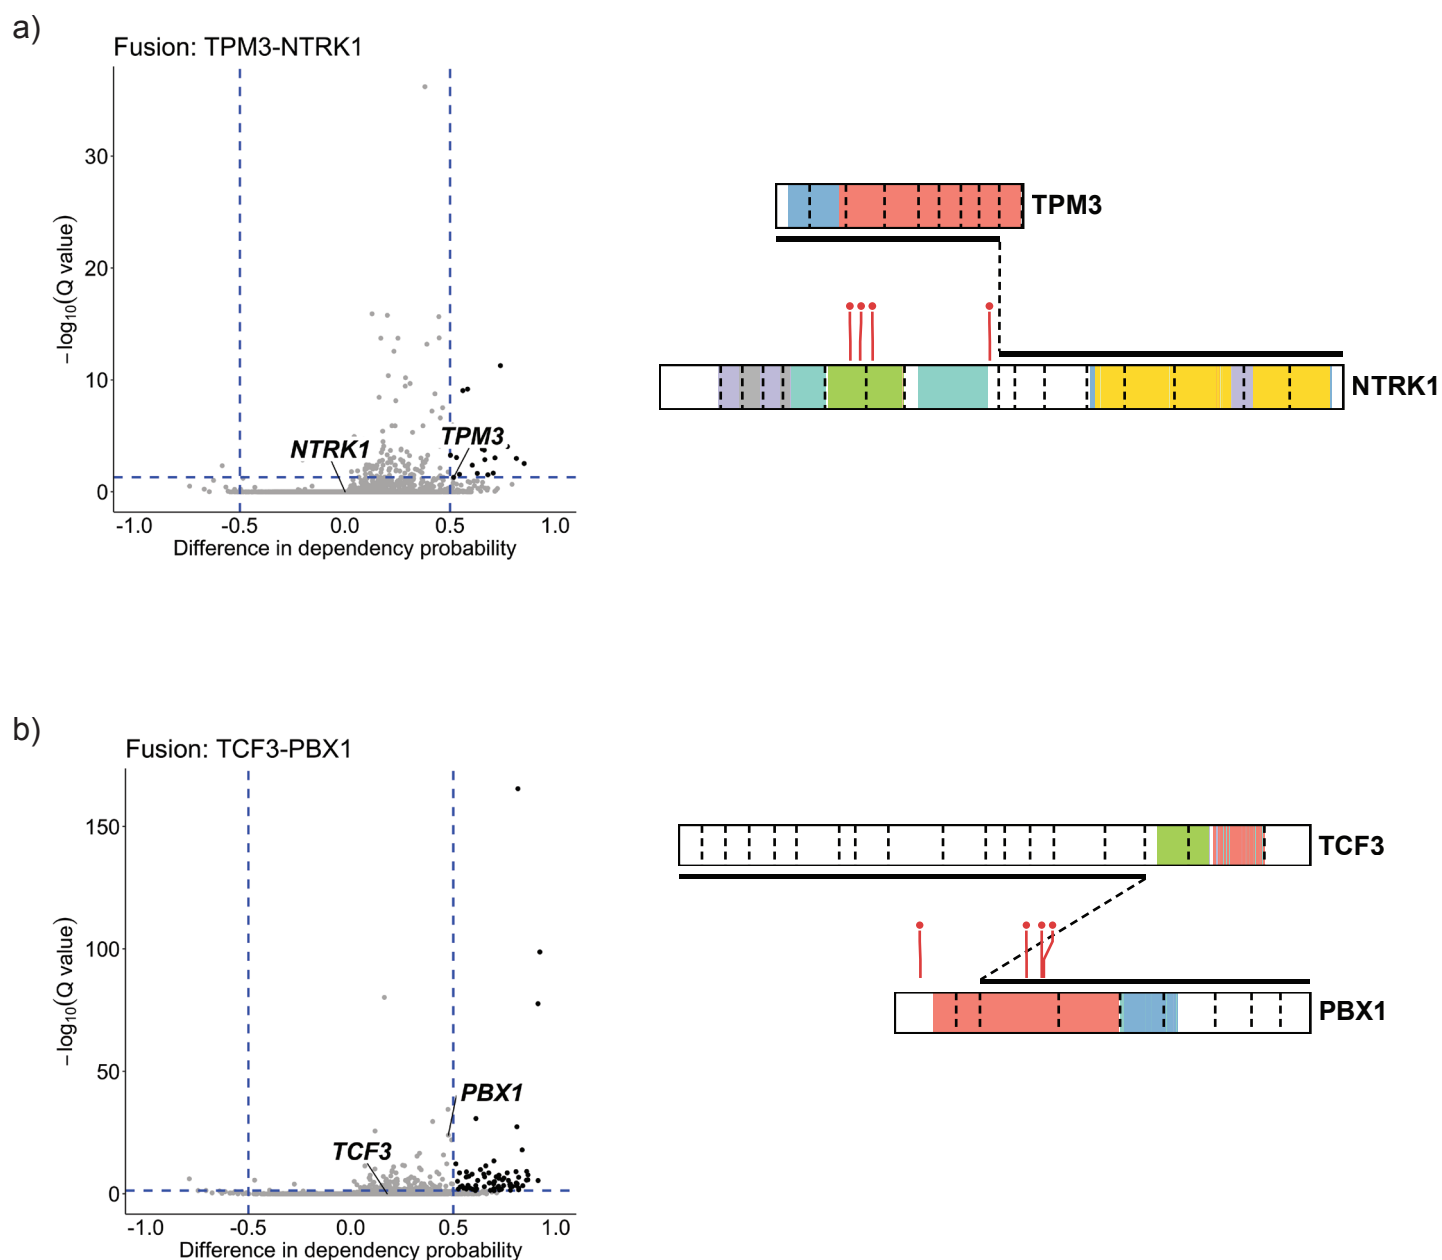 a)
Fusion: TPM3-NTRK1
30
20
10
0
−log10(Q value)
NTRK1
TPM3
-1.0 -0.5 0.0 0.5 1.0
Difference in dependency probability
TPM3
NTRK1
b)
Fusion: TCF3-PBX1
150
100
50
0
−log10(Q value)
PBX1
TCF3
-1.0 -0.5 0.0 0.5 1.0
Difference in dependency probability
TCF3
PBX1